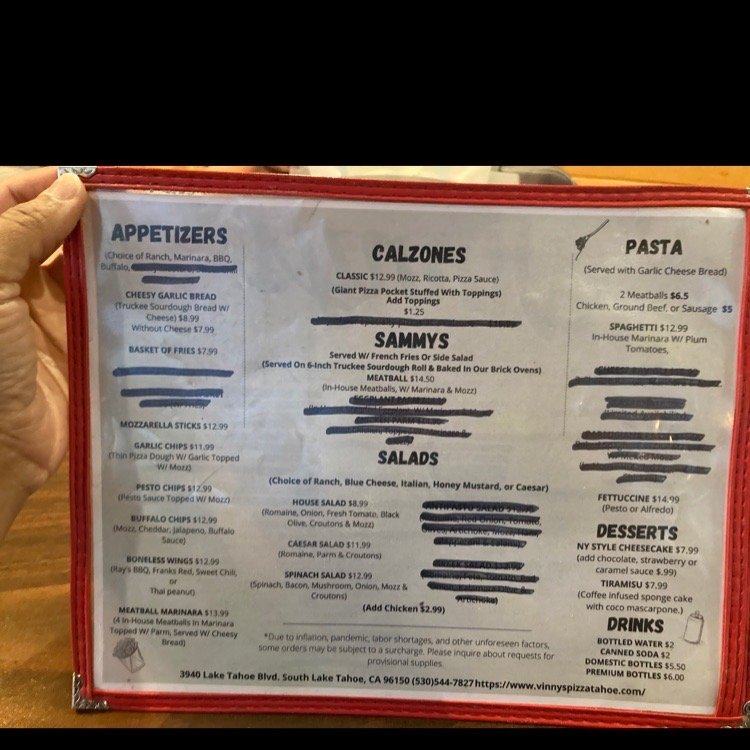 APPETIZERS
(Choice of Ranch, Marinara, BBQ,
Buffalo,
CHEESY GARLIC BREAD
(Truckee Sourdough Bread W/
Cheese) $8.99
Without Cheese $7.99
BASKET OF FRIES $7.99
MOZZARELLA STICKS $12.99
GARLIC CHIPS $11.99
(Thin Pizza Dough W/ Garlic Topped
W/ Mozz)
PESTO CHIPS $12.99
(Pesto Sauce Topped W/ Mozz)
BUFFALO CHIPS $12.99
(Mozz, Cheddar, Jalapeno, Buffalo
Sauce)
BONELESS WINGS $12.99
(Ray's BBQ, Franks Red, Sweet Chili,
or
Thai peanut)
MEATBALL MARINARA $13.99
(4 In-House Meatballs In Marinara
Topped W/ Parm, Served W/ Cheesy
Bread)
CALZONES
CLASSIC $12.99 (Mozz, Ricotta, Pizza Sauce)
(Giant Pizza Pocket Stuffed With Toppings)
Add Toppings
$1.25
SAMMYS
Served W/ French Fries Or Side Salad
(Served On 6-Inch Truckee Sourdough Roll & Baked In Our Brick Ovens)
MEATBALL $14.50
(In-House Meatballs, W/ Marinara & Mozz)
SALADS
(Choice of Ranch, Blue Cheese, Italian, Honey Mustard, or Caesar)
HOUSE SALAD $8.99
(Romaine, Onion, Fresh Tomato, Black
Olive, Croutons & Mozz)
CAESAR SALAD $11.99
(Romaine, Parm & Croutons)
SPINACH SALAD $12.99
(Spinach, Bacon, Mushroom, Onion, Mozz &
Croutons)
(Add Chicken $2.99)
*Due to inflation, pandemic, labor shortages, and other unforeseen factors,
some orders may be subject to a surcharge. Please inquire about requests for
provisional supplies.
PASTA
(Served with Garlic Cheese Bread)
2 Meatballs $6.5
Chicken, Ground Beef, or Sausage $5
SPAGHETTI $12.99
In-House Marinara W/ Plum
Tomatoes,
FETTUCCINE $14.99
(Pesto or Alfredo)
DESSERTS
NY STYLE CHEESECAKE $7.99
(add chocolate, strawberry or
caramel sauce $.99)
TIRAMISU $7.99
(Coffee infused sponge cake
with coco mascarpone.)
DRINKS
BOTTLED WATER $2
CANNED SODA $2
DOMESTIC BOTTLES $5.50
PREMIUM BOTTLES $6.00
3940 Lake Tahoe Blvd. South Lake Tahoe, CA 96150 (530)544-7827 https://www.vinnyspizzatahoe.com/